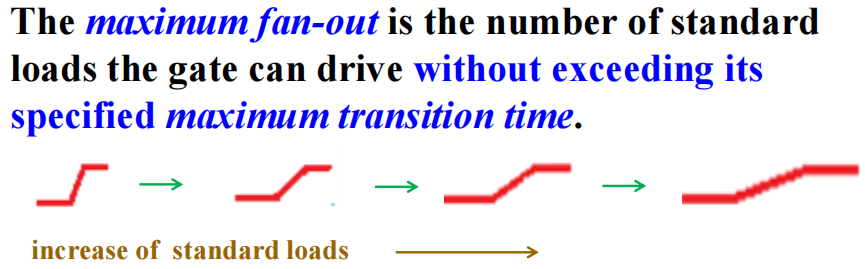 The maximum fan-out is the number of standard
loads the gate can drive without exceeding its
specified maximum transition time.
increase of standard loads